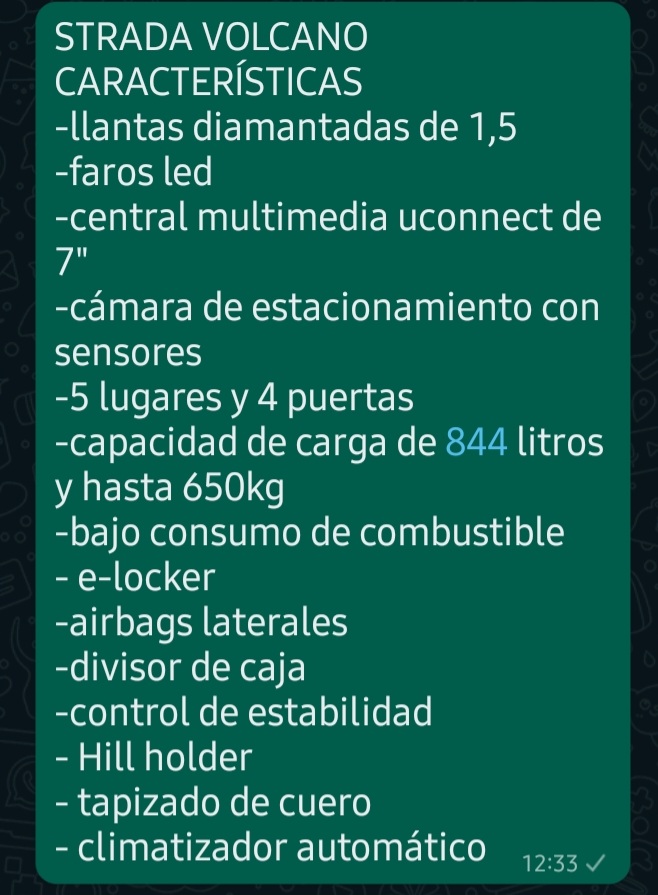 STRADA VOLCANO
CARACTERÍSTICAS
-llantas diamantadas de 1,5
-faros led
-central multimedia uconnect de
7"
-cámara de estacionamiento con
sensores
-5 lugares y 4 puertas
-capacidad de carga de 844 litros
y hasta 650kg
-bajo consumo de combustible
- e-locker
-airbags laterales
-divisor de caja
-control de estabilidad
- Hill holder
- tapizado de cuero
- climatizador automático
12:33